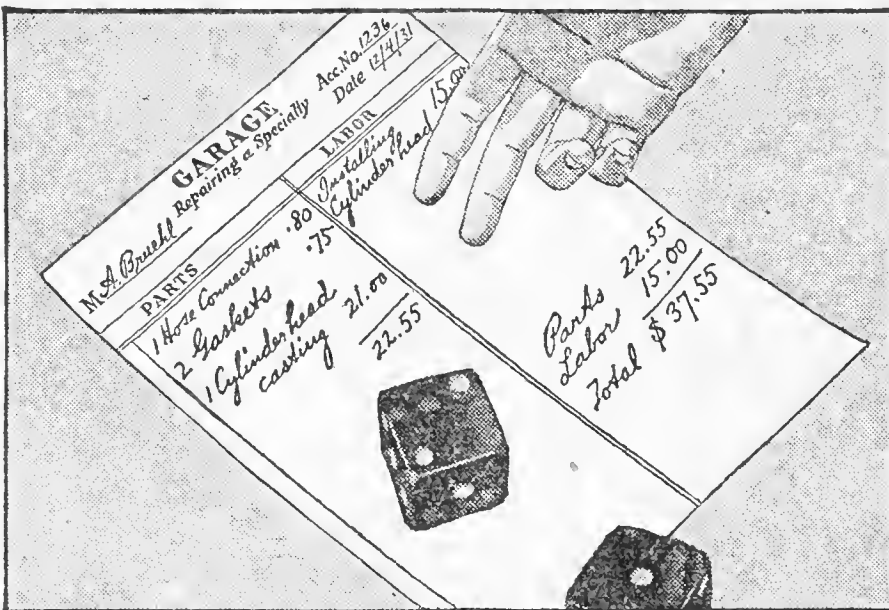 GARAGE
Repairing a Specialty
Acc.No.1236
Date 12/4/31
M A. Bruehl
PARTS
1 Hose Connection .80
2 Gaskets .75
1 Cylinder head
casting 21.00
22.55
LABOR
Installing
Cylinder head 15.00
Parts 22.55
Labor 15.00
Total $ 37.55